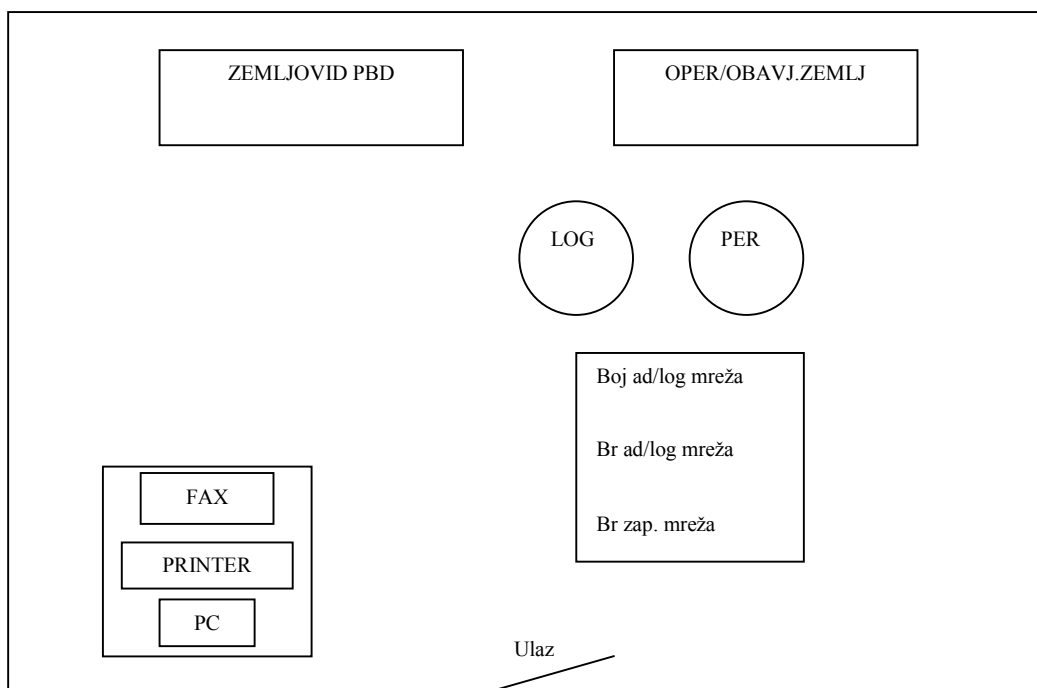 ZEMLJOVID PBD
OPER/OBAVJ.ZEMLJ
LOG
PER
Boj ad/log mreža
Br ad/log mreža
Br zap. mreža
FAX
PRINTER
PC
Ulaz